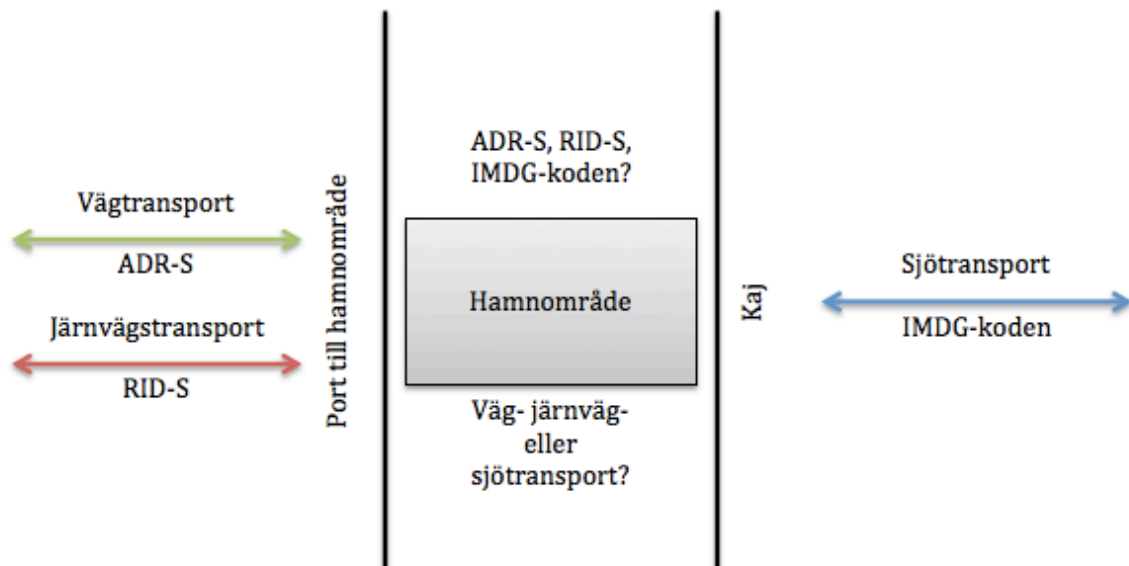 Vägtransport
ADR-S
Järnvägstransport
RID-S
Port till hamnområde
ADR-S, RID-S,
IMDG-koden?
Hamnområde
Väg- järnväg-
eller
sjötransport?
Kaj
Sjötransport
IMDG-koden